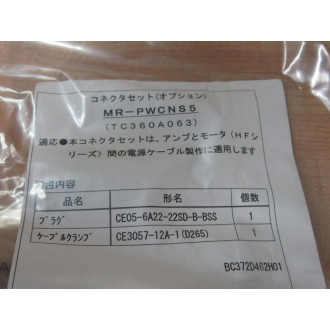 コネクタセット(オプション)
MR-PWCNS5
(TC360A063)
適応●本コネクタセットは、アンプとモータ(HFシ
リーズ)間の電源ケーブル製作に適用します
梱内容
品名 形名 個数
プラグ CE05-6A22-22SD-B-BSS 1
ケーブルクランプ CE3057-12A-1(D265) 1
BC372D462H01